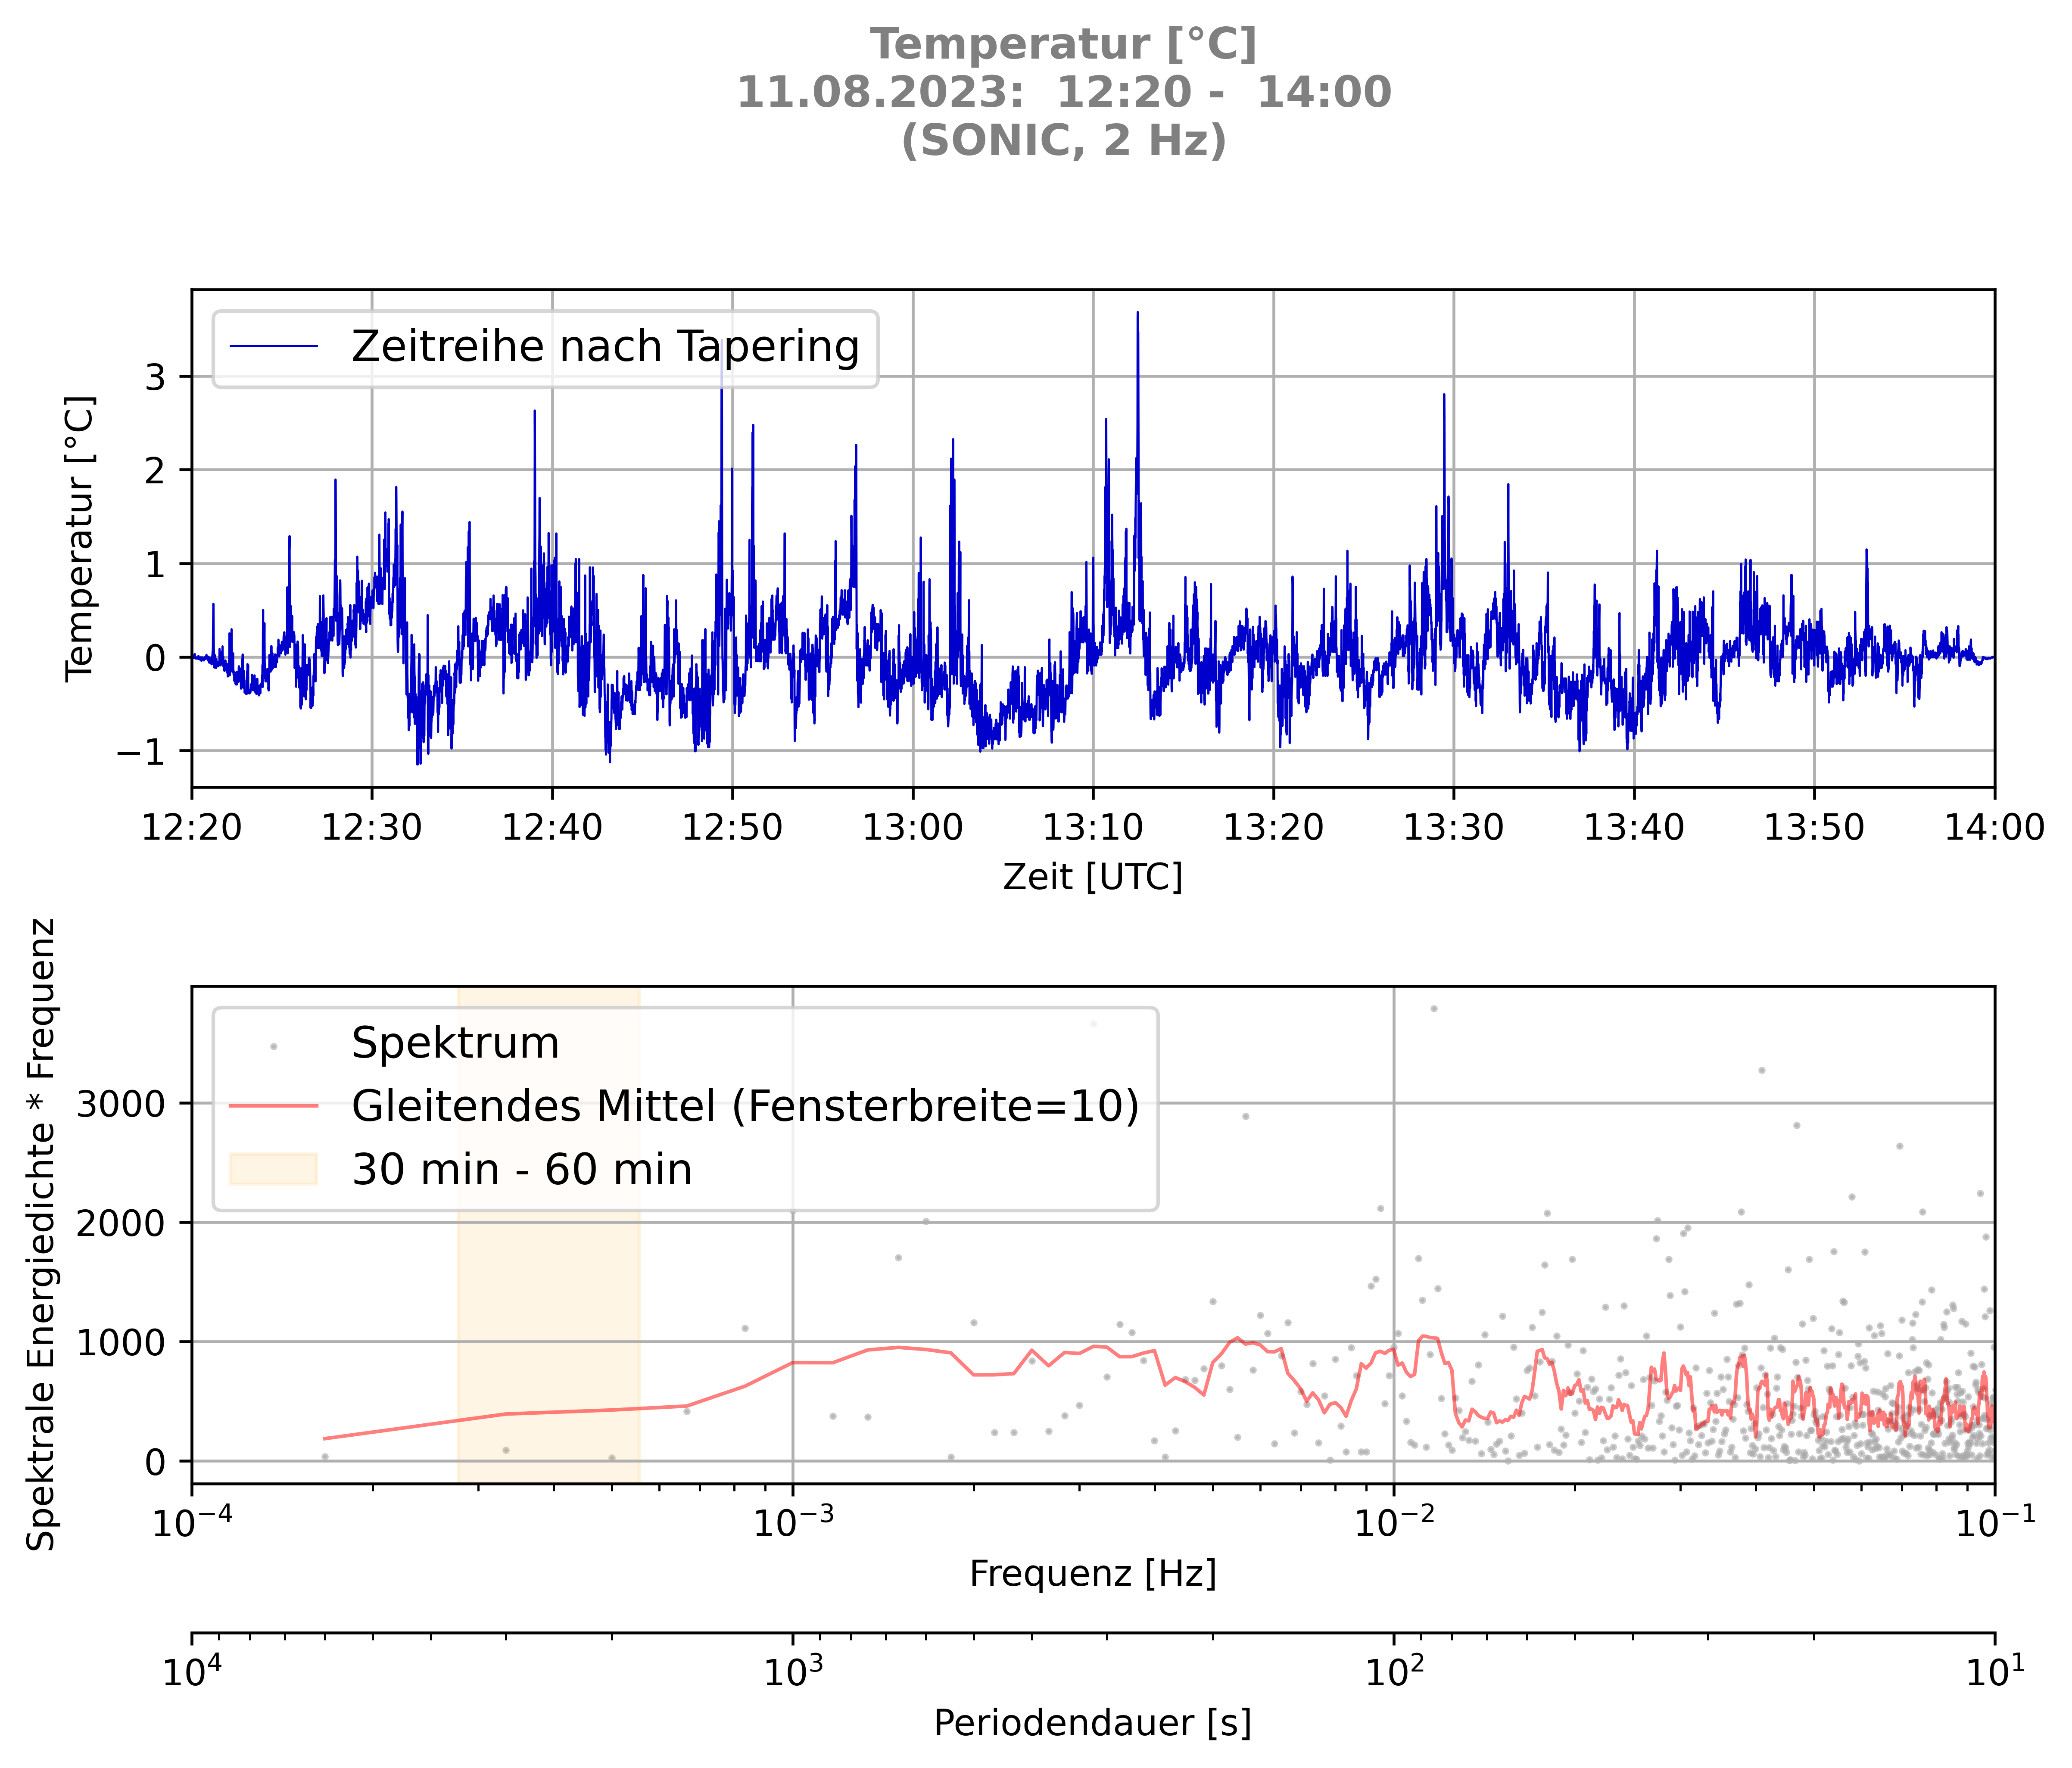 Temperatur [°C]
11.08.2023: 12:20 - 14:00
(SONIC, 2 Hz)
Zeitreihe nach Tapering
Temperatur [°C]
3
2
1
0
−1
12:20 12:30 12:40 12:50 13:00 13:10 13:20 13:30 13:40 13:50 14:00
Zeit [UTC]
Spektrale Energiedichte * Frequenz
Spektrum
Gleitendes Mittel (Fensterbreite=10)
30 min - 60 min
3000
2000
1000
0
10⁻⁴ 10⁻³ 10⁻² 10⁻¹
Frequenz [Hz]
10⁴ 10³ 10² 10¹
Periodendauer [s]